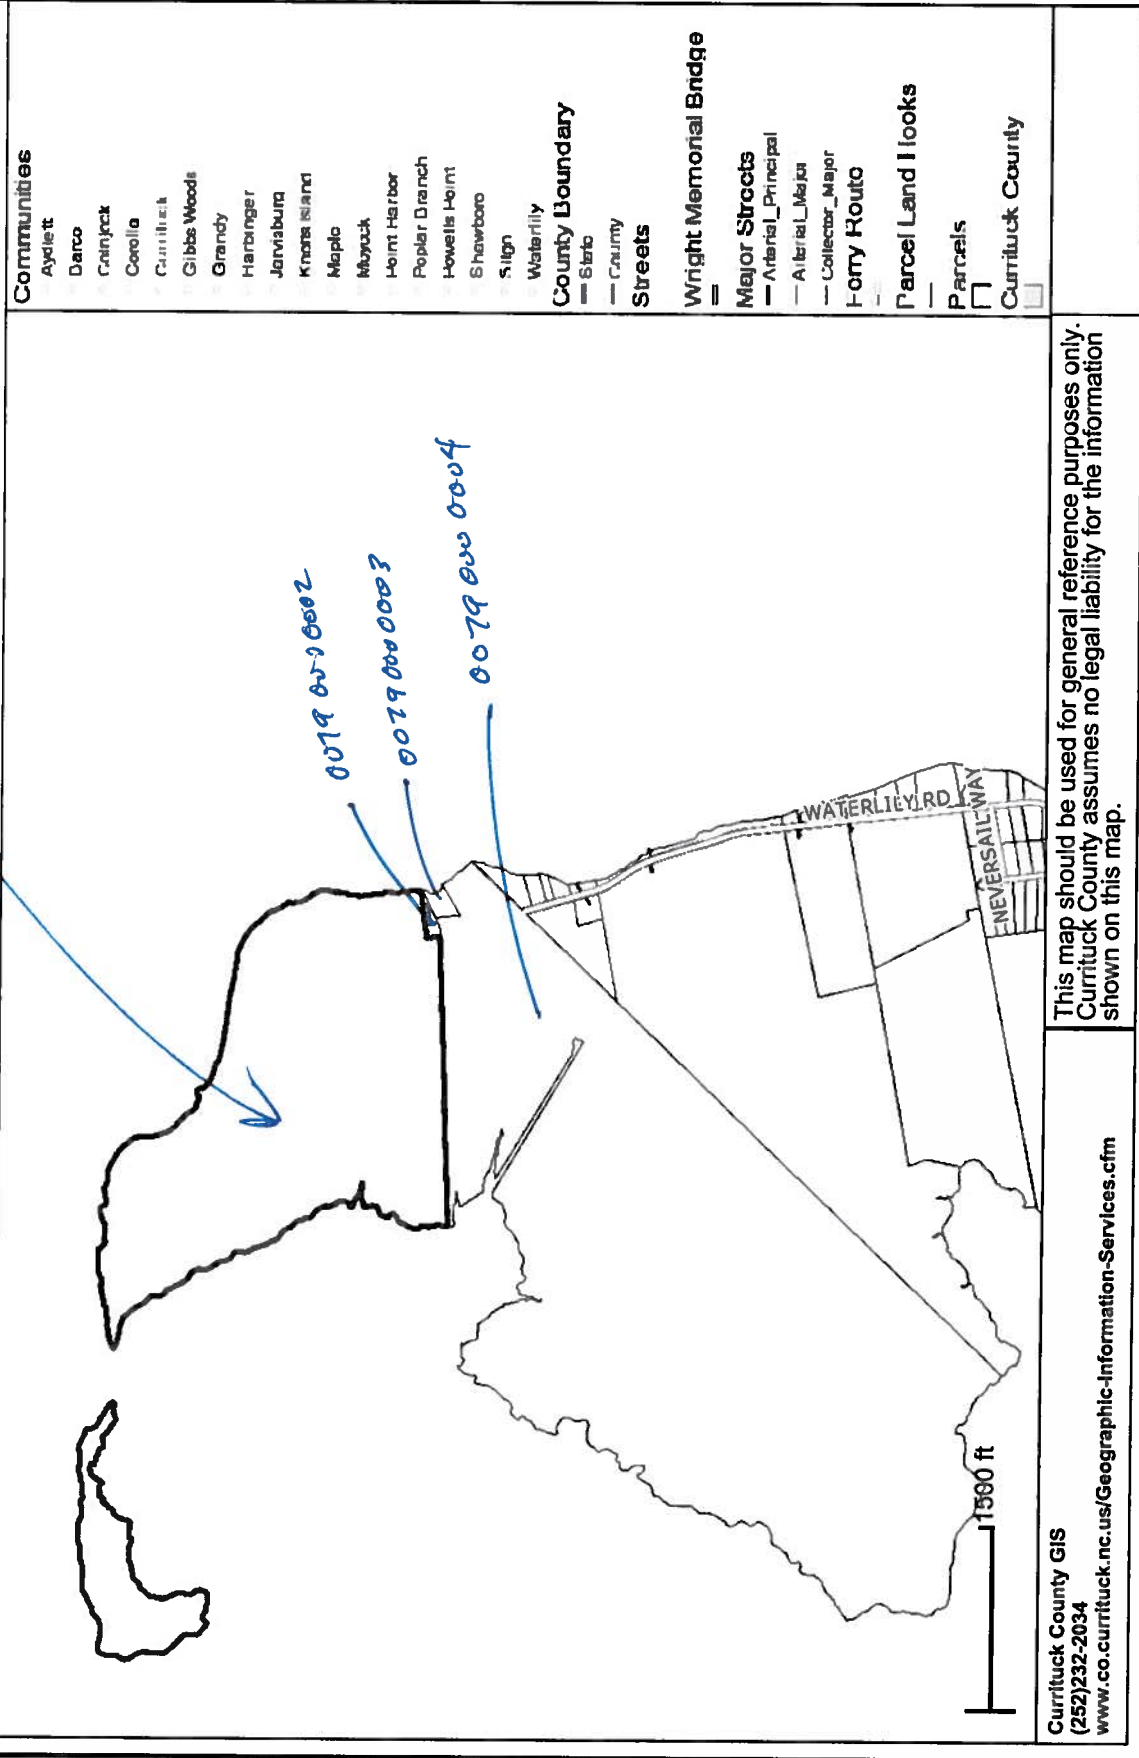 Communities
Aydlett
Barco
Coinjock
Corolla
Currituck
Gibbs Woods
Grandy
Harbinger
Jarvisburg
Knotts Island
Maple
Moyock
Point Harbor
Poplar Branch
Powells Point
Shawboro
Sligo
Waterlily
County Boundary
State
County
Streets
Wright Memorial Bridge
Major Streets
Arterial_Principal
Arterial_Major
Collector_Major
Ferry Route
Parcel Land Hooks
Parcels
Currituck County
0079 000 0002
0079 000 0003
0079 000 0004
WATERLILY RD
NEVERSAIL WAY
1500 ft
Currituck County GIS
(252)232-2034
www.co.currituck.nc.us/Geographic-Information-Services.cfm
This map should be used for general reference purposes only.
Currituck County assumes no legal liability for the information
shown on this map.